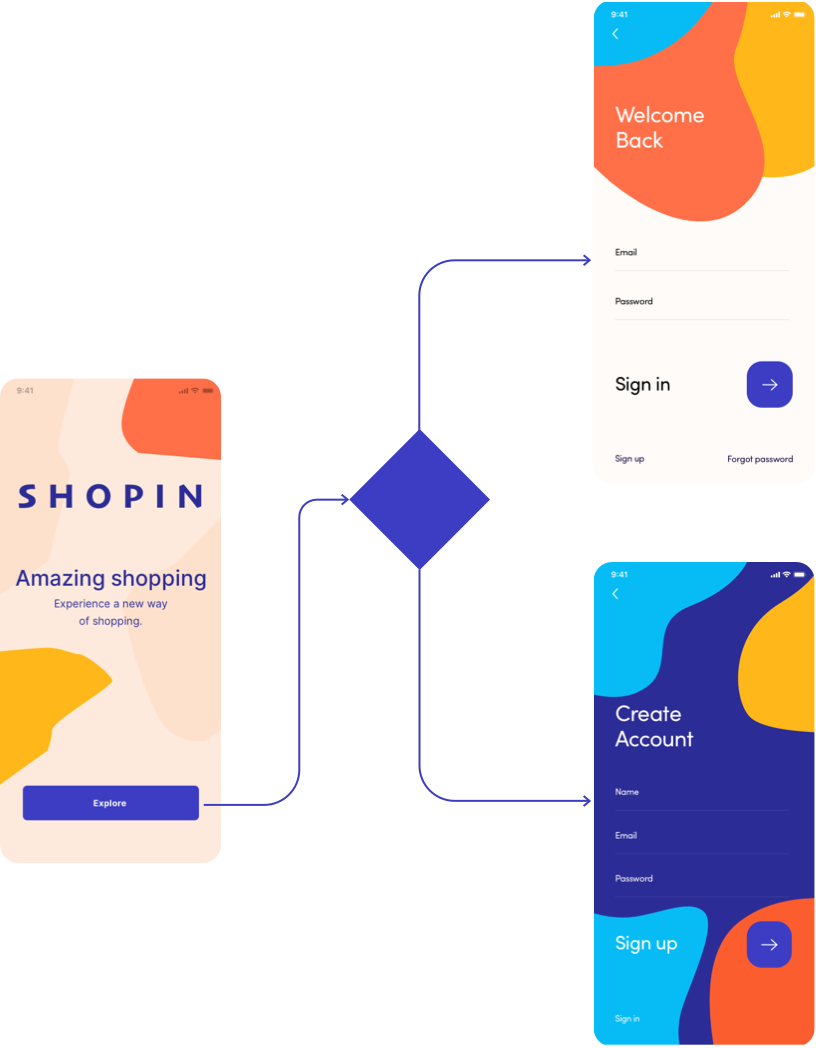 9:41
SHOPIN
Amazing shopping
Experience a new way
of shopping.
Explore
9:41
Welcome
Back
Email
Password
Sign in
Sign up
Forgot password
9:41
Create
Account
Name
Email
Password
Sign up
Sign in